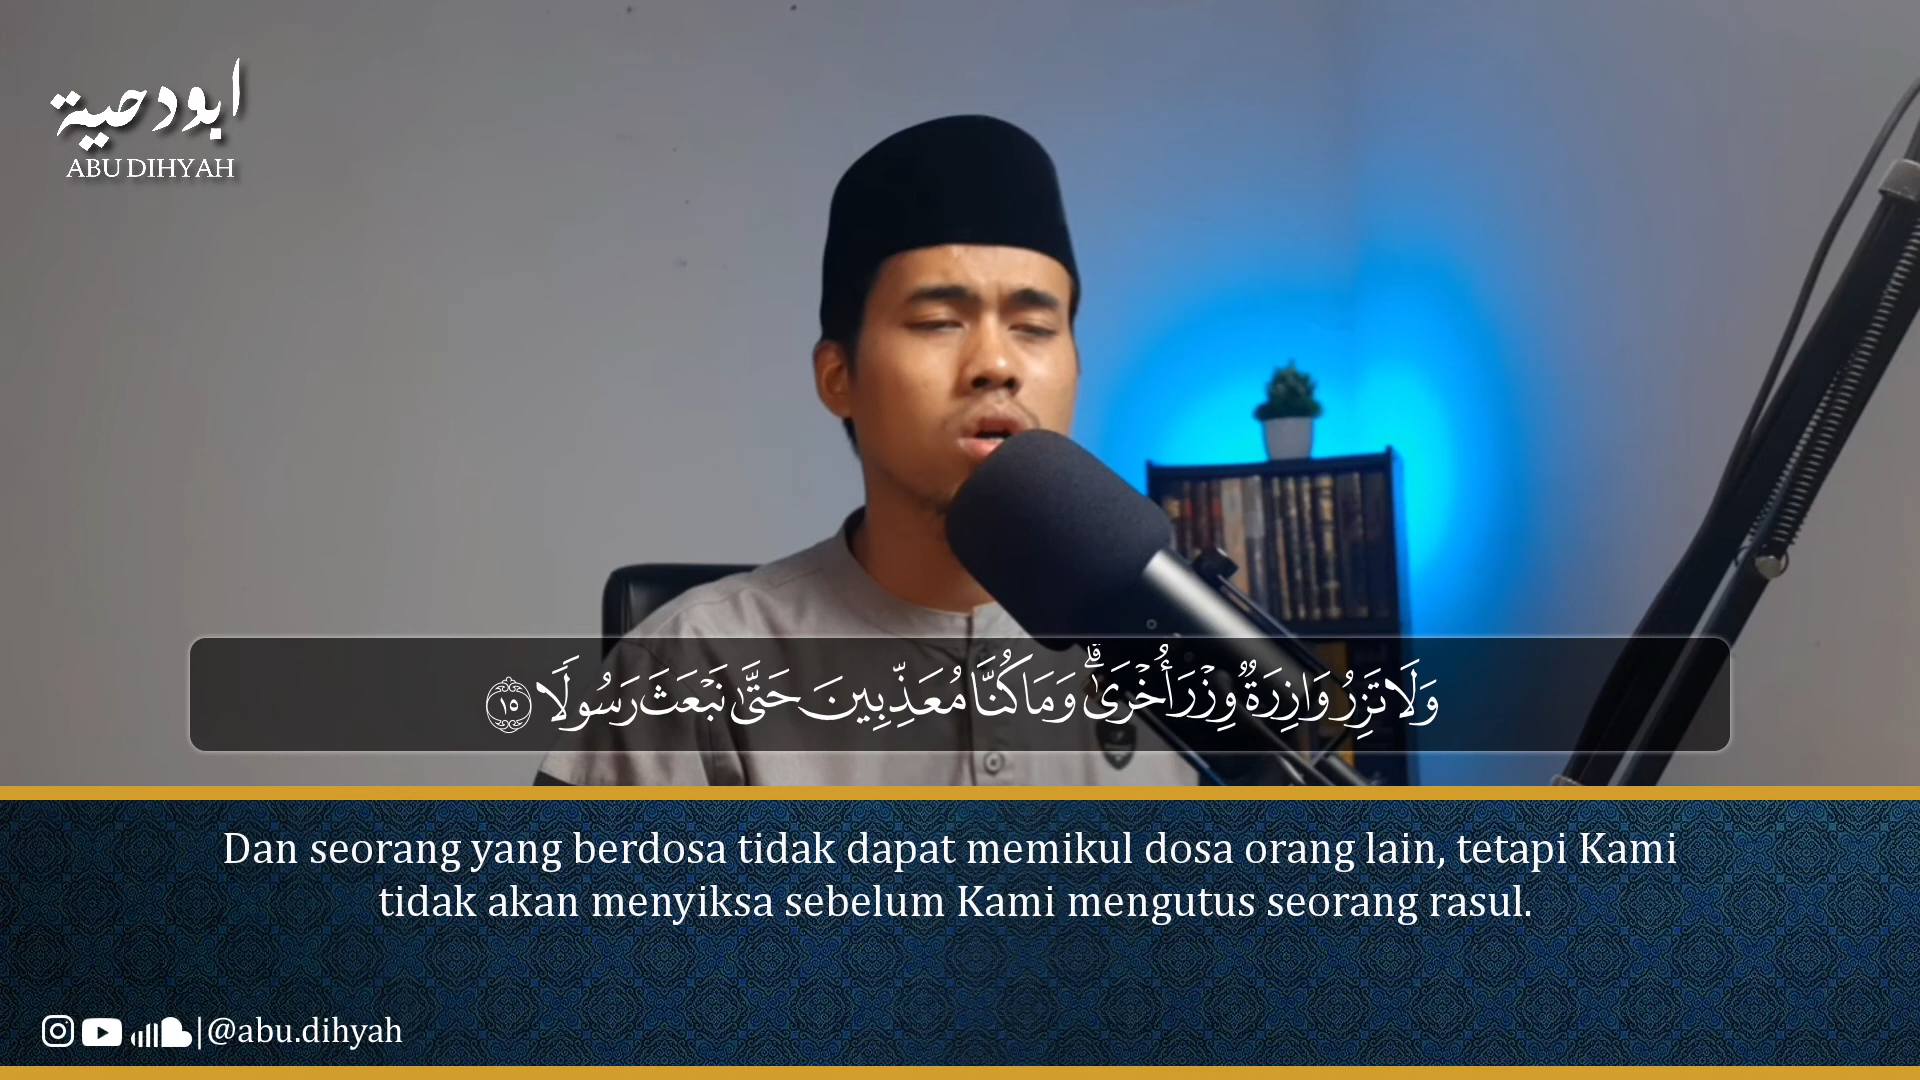 ابودحية
ABU DIHYAH
وَلَا تَزِرُ وَازِرَةٌ وِزْرَ أُخْرَىٰ ۗ وَمَا كُنَّا مُعَذِّبِينَ حَتَّىٰ نَبْعَثَ رَسُولًا ١٥
Dan seorang yang berdosa tidak dapat memikul dosa orang lain, tetapi Kami
tidak akan menyiksa sebelum Kami mengutus seorang rasul.
|@abu.dihyah